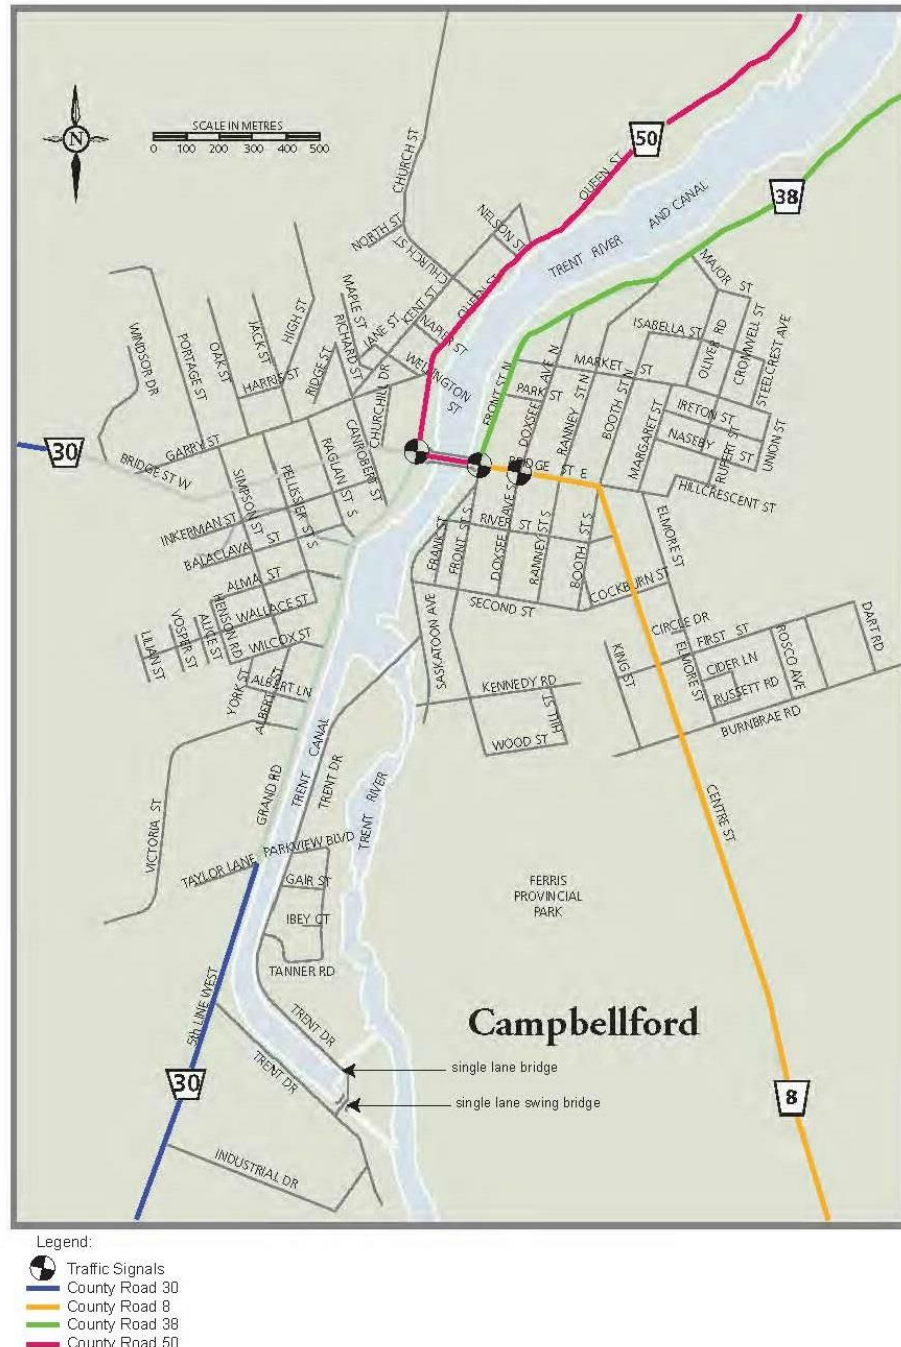 50
38
30
30
8
N
SCALE IN METRES
0 100 200 300 400 500
CHURCH ST
QUEEN ST
NELSON ST
NORTH ST
CHURCH ST
CHURCH ST
AND CANAL
TRENT RIVER
MAJOR ST
QUEEN ST
KENT ST
NAPIER ST
JANE ST
MAPLE ST
RICHARD ST
HIGH ST
JACK ST
OAK ST
PORTAGE ST
WINDSOR DR
HARRIE ST
RIDGE ST
WELLINGTON ST
CHURCHILL DR
CANROBERT ST
RAGLAN ST S
PELLISSIER ST S
SIMPSON ST
GARRY ST
BRIDGE ST W
INKERMAN ST
BALACLAVA ST
ALMA ST
WALLACE ST
WILCOX ST
HENSON RD
ALICE ST
VOSPER ST
LILIAN ST
YORK ST
ALBERT ST
ALBERT LN
ISABELLA ST
OLIVER RD
CROMWELL ST
STEELCREST AVE
MARKET ST
PARK ST
FRONT ST N
DOXSEE AVE N
RANNEY ST N
BOOTH ST N
MARGARET ST
IRETON ST
NASEBY ST
RUPERT ST
UNION ST
HILLCRESCENT ST
BRIDGE ST E
RIVER ST
FRANK ST
FRONT ST S
DOXSEE AVE S
RANNEY ST S
BOOTH ST S
ELMORE ST
COCKBURN ST
SECOND ST
SASKATOON AVE
KENNEDY RD
HILL ST
WOOD ST
KING ST
CIRCLE DR
FIRST ST
CIDER LN
ELMORE ST
RUSSETT RD
ROSCO AVE
DART RD
BURNBRAE RD
CENTRE ST
VICTORIA ST
GRAND RD
TRENT CANAL
TRENT DR
TRENT RIVER
TAYLOR LANE
PARKVIEW BLVD
GAIR ST
IBEY CT
TANNER RD
FERRIS
PROVINCIAL
PARK
5th LINE WEST
TRENT DR
TRENT DR
INDUSTRIAL DR
Campbellford
single lane bridge
single lane swing bridge
Legend:
Traffic Signals
County Road 30
County Road 8
County Road 38
County Road 50